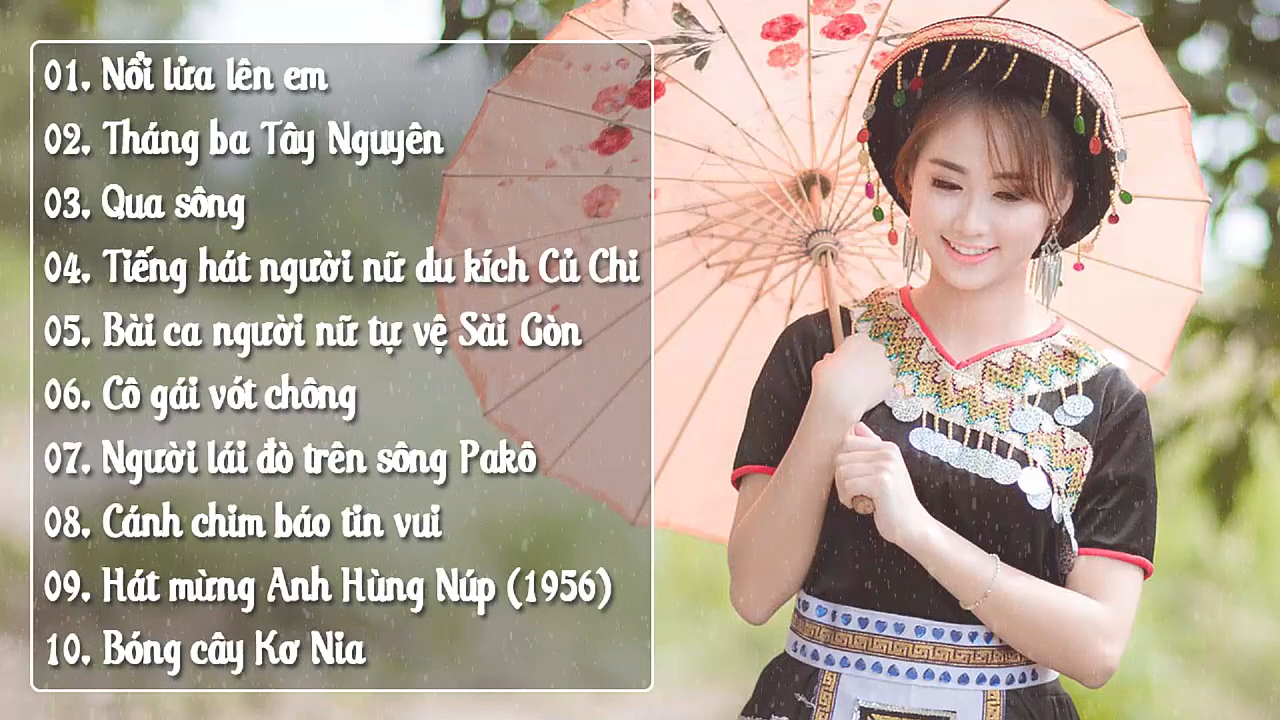 01. Nổi lửa lên em
02. Tháng ba Tây Nguyên
03. Qua sông
04. Tiếng hát người nữ du kích Củ Chi
05. Bài ca người nữ tự vệ Sài Gòn
06. Cô gái vót chông
07. Người lái đò trên sông Pakô
08. Cánh chim báo tin vui
09. Hát mừng Anh Hùng Núp (1956)
10. Bóng cây Kơ Nia